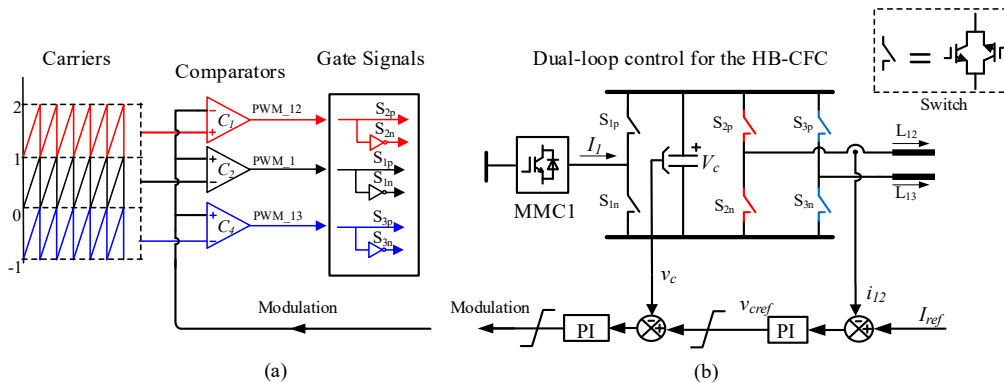 Carriers
Comparators
Gate Signals
2
1
0
-1
− + C1
PWM_12
+ − C2
PWM_1
+ − C4
PWM_13
S2p
S2n
S1p
S1n
S3p
S3n
Modulation
(a)
Dual-loop control for the HB-CFC
=
Switch
MMC1
I1
S1p
S1n
+
Vc
S2p
S2n
S3p
S3n
L12
L13
vc
i12
Modulation
PI
− +
vcref
PI
− +
Iref
(b)